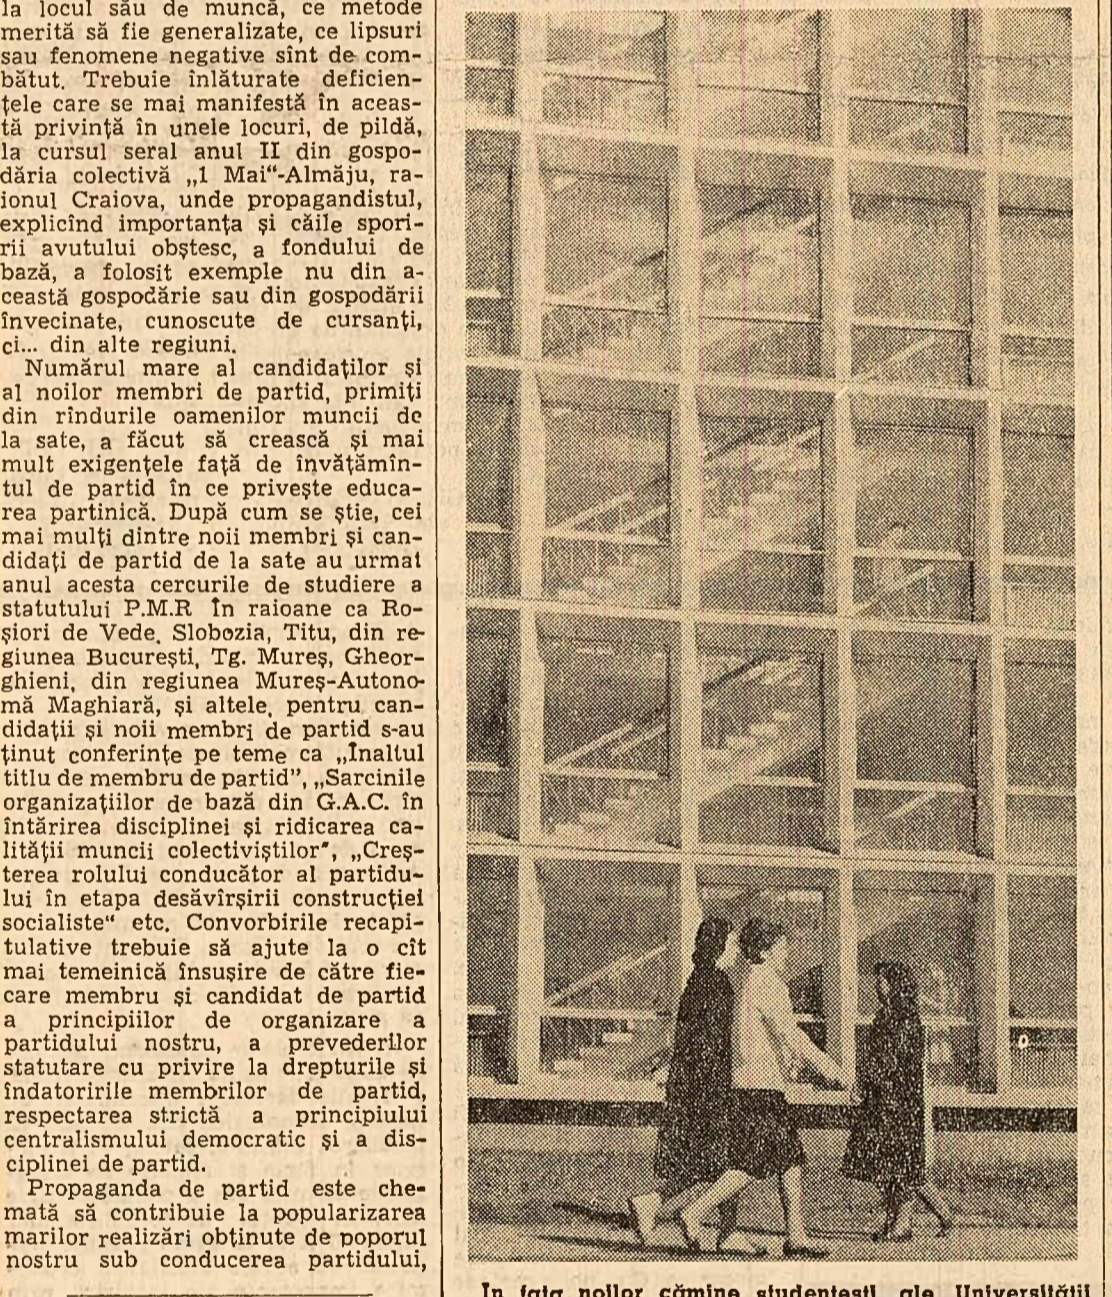 la locul său de muncă, ce metode
merită să fie generalizate, ce lipsuri
sau fenomene negative sînt de com-
bătut. Trebuie înlăturate deficien-
țele care se mai manifestă în aceas-
tă privință în unele locuri, de pildă,
la cursul seral anul II din gospo-
dăria colectivă „1 Mai“-Almăju, ra-
ionul Craiova, unde propagandistul,
explicînd importanța și căile spori-
rii avutului obștesc, a fondului de
bază, a folosit exemple nu din a-
ceastă gospodărie sau din gospodării
învecinate, cunoscute de cursanți,
ci... din alte regiuni.
Numărul mare al candidaților și
al noilor membri de partid, primiți
din rîndurile oamenilor muncii de
la sate, a făcut să crească și mai
mult exigențele față de învățămîn-
tul de partid în ce privește educa-
rea partinică. După cum se știe, cei
mai mulți dintre noii membri și can-
didați de partid de la sate au urmat
anul acesta cercurile de studiere a
statutului P.M.R În raioane ca Ro-
șiori de Vede, Slobozia, Titu, din re-
giunea București, Tg. Mureș, Gheor-
ghieni, din regiunea Mureș-Autono-
mă Maghiară, și altele, pentru can-
didații și noii membri de partid s-au
ținut conferințe pe teme ca „Înaltul
titlu de membru de partid”, „Sarcinile
organizațiilor de bază din G.A.C. în
întărirea disciplinei și ridicarea ca-
lității muncii colectiviștilor", „Creș-
terea rolului conducător al partidu-
lui în etapa desăvîrșirii construcției
socialiste“ etc. Convorbirile recapi-
tulative trebuie să ajute la o cît
mai temeinică însușire de către fie-
care membru și candidat de partid
a principiilor de organizare a
partidului nostru, a prevederilor
statutare cu privire la drepturile și
îndatoririle membrilor de partid,
respectarea strictă a principiului
centralismului democratic și a dis-
ciplinei de partid.
Propaganda de partid este che-
mată să contribuie la popularizarea
marilor realizări obținute de poporul
nostru sub conducerea partidului,
In fața noilor cămine studențești ale Universității